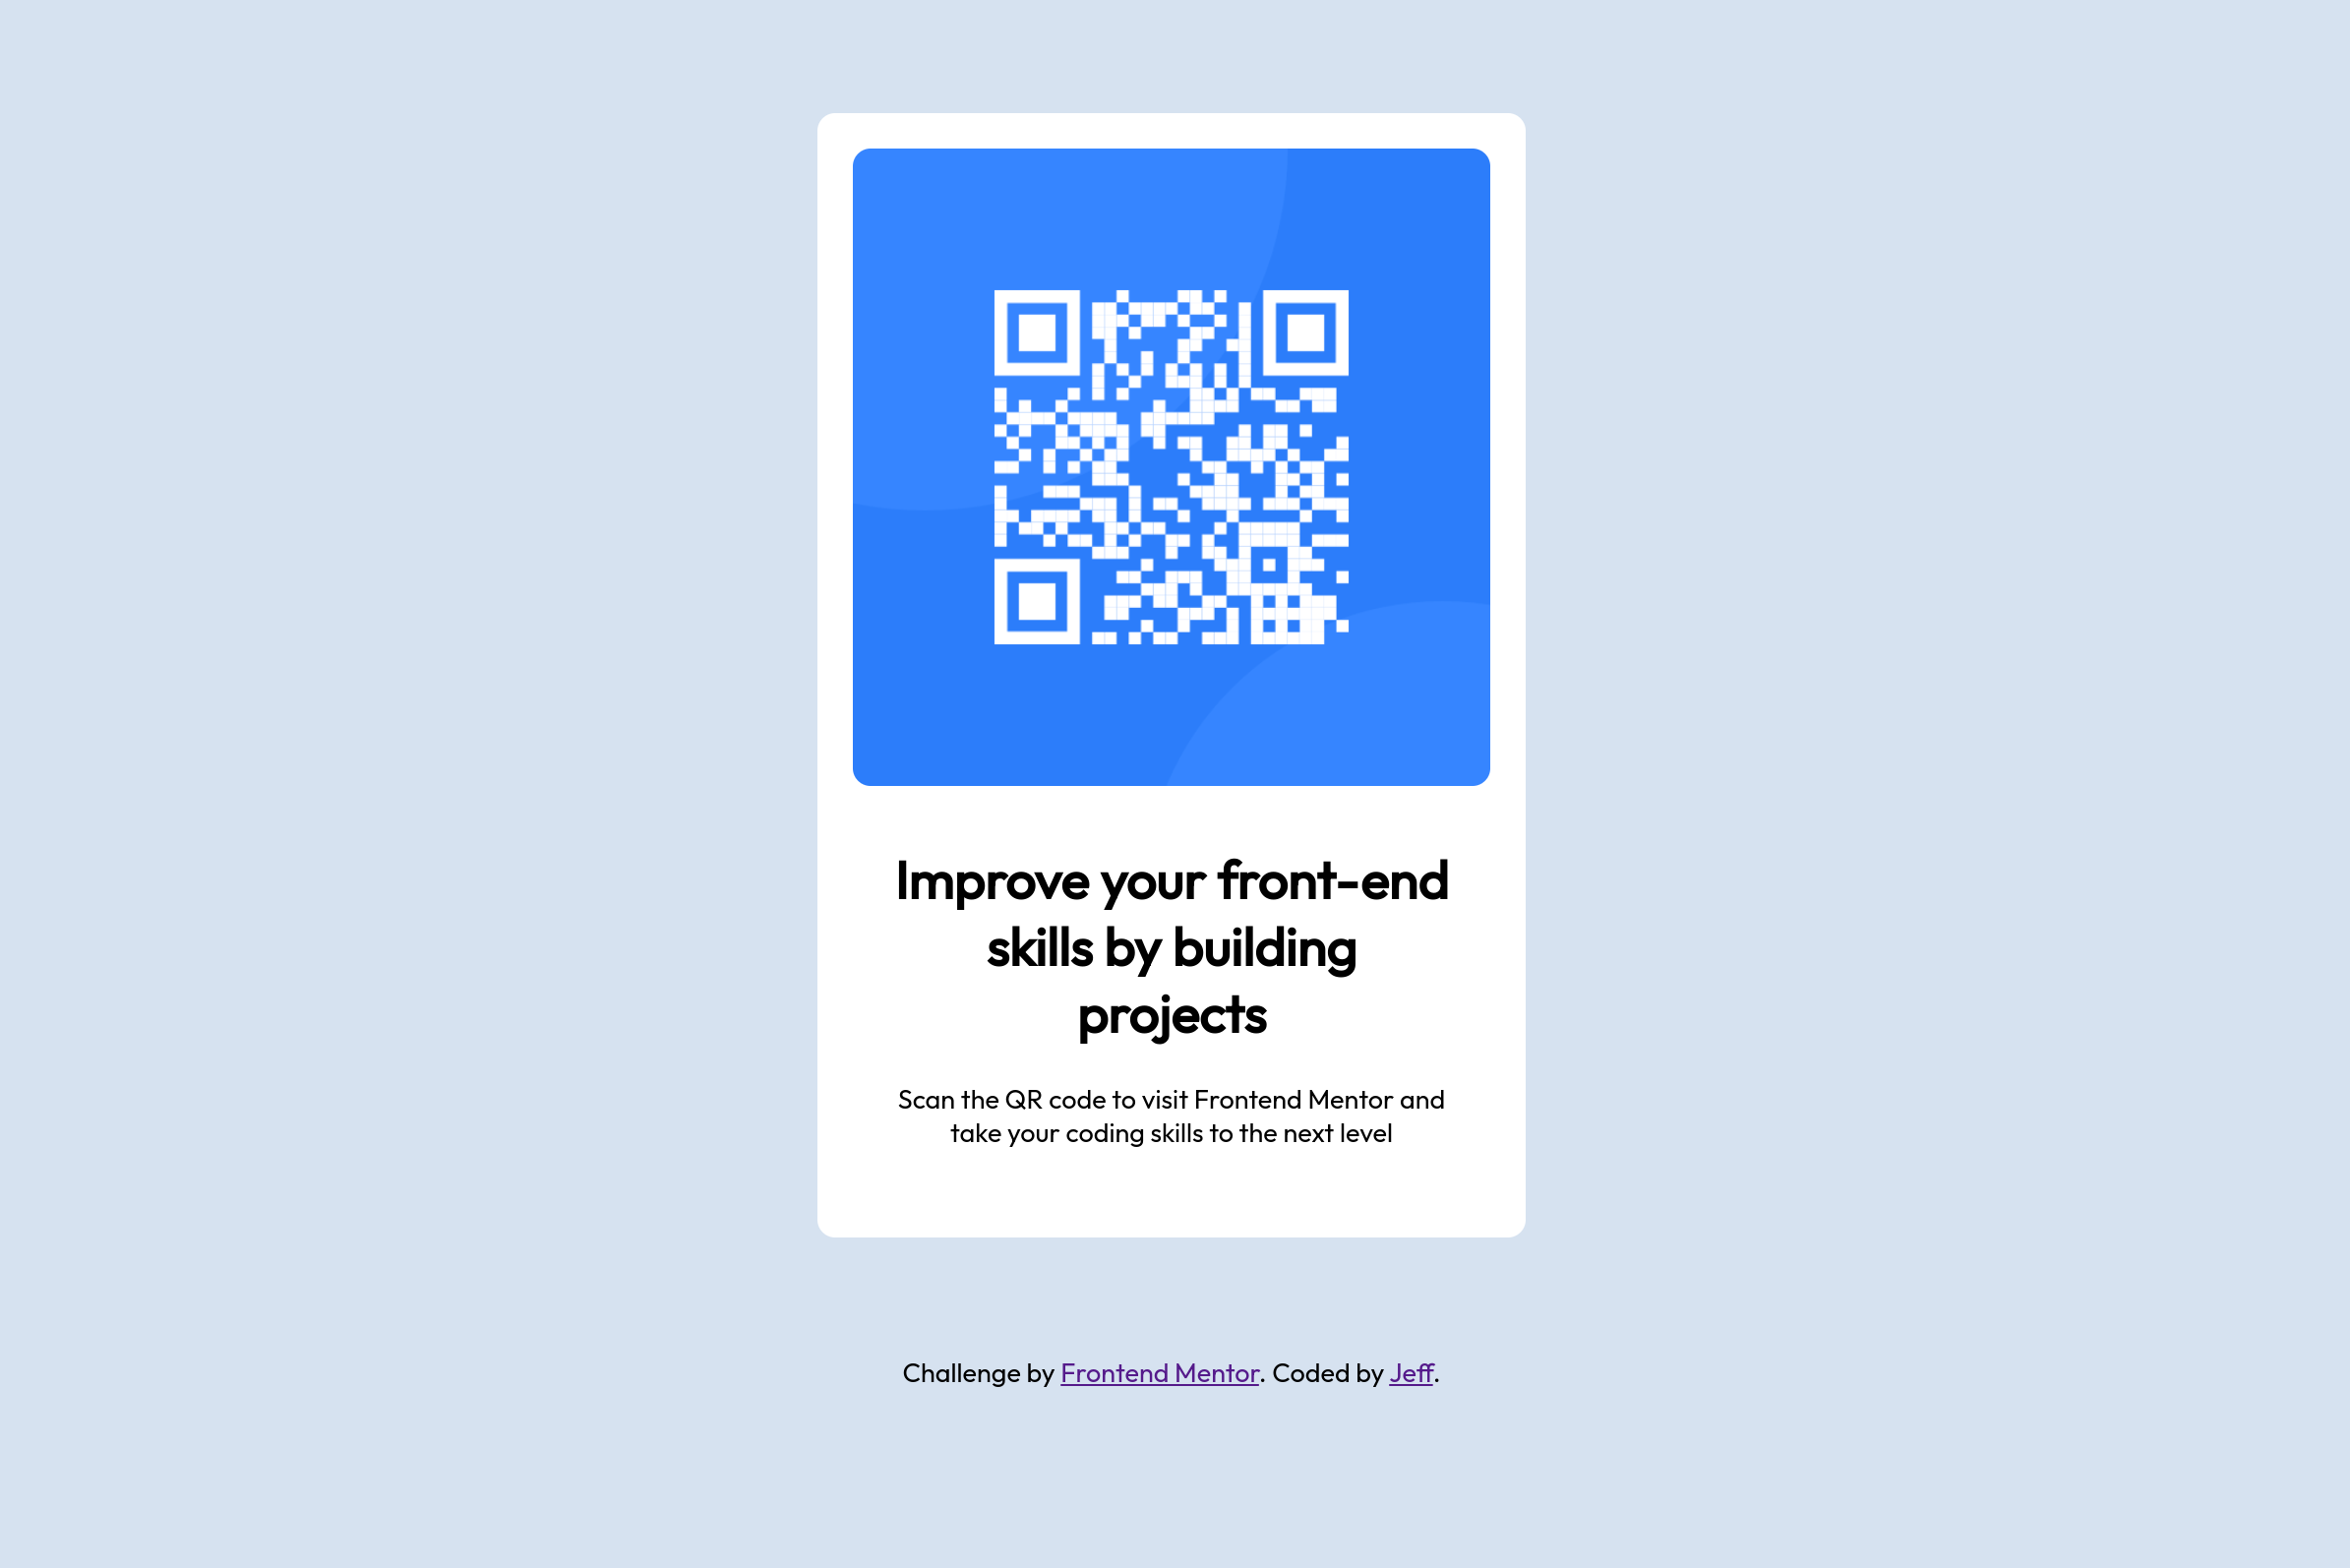 Improve your front-end
skills by building
projects
Scan the QR code to visit Frontend Mentor and
take your coding skills to the next level
Challenge by Frontend Mentor. Coded by Jeff.